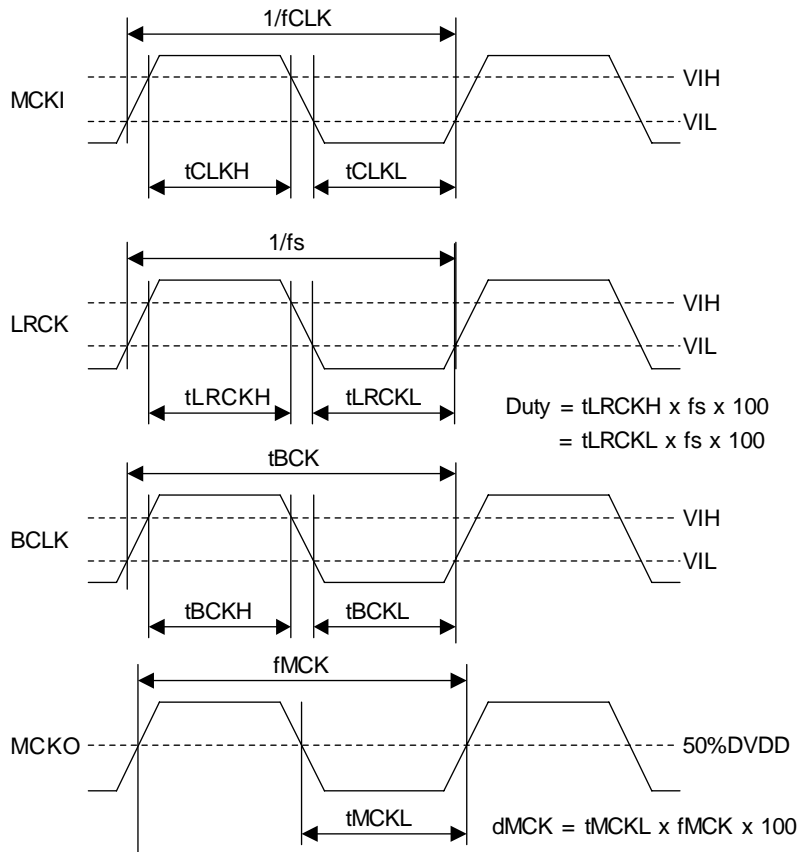 1/fCLK
MCKI
VIH
VIL
tCLKH
tCLKL
1/fs
LRCK
VIH
VIL
tLRCKH
tLRCKL
Duty = tLRCKH x fs x 100
= tLRCKL x fs x 100
tBCK
BCLK
VIH
VIL
tBCKH
tBCKL
fMCK
MCKO
50%DVDD
tMCKL
dMCK = tMCKL x fMCK x 100